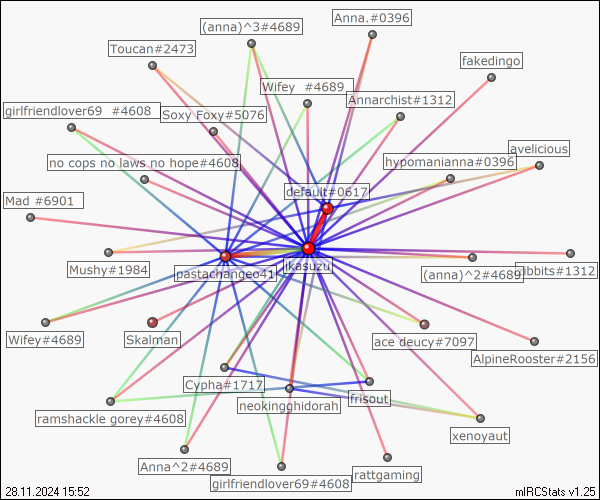 Anna.#0396
(anna)^3#4689
Toucan#2473
fakedingo
Wifey  #4689
Annarchist#1312
girlfriendlover69  #4608
Soxy Foxy#5076
avelicious
no cops no laws no hope#4608
hypomanianna#0396
default#0617
Mad #6901
Mushy#1984
pastachangeo41
ikasuzu
(anna)^2#4689
ibbits#1312
Wifey#4689
Skalman
ace deucy#7097
AlpineRooster#2156
Cypha#1717
neokingghidorah
frisout
ramshackle gorey#4608
xenoyaut
Anna^2#4689
girlfriendlover69#4608
rattgaming
28.11.2024 15:52
mIRCStats v1.25